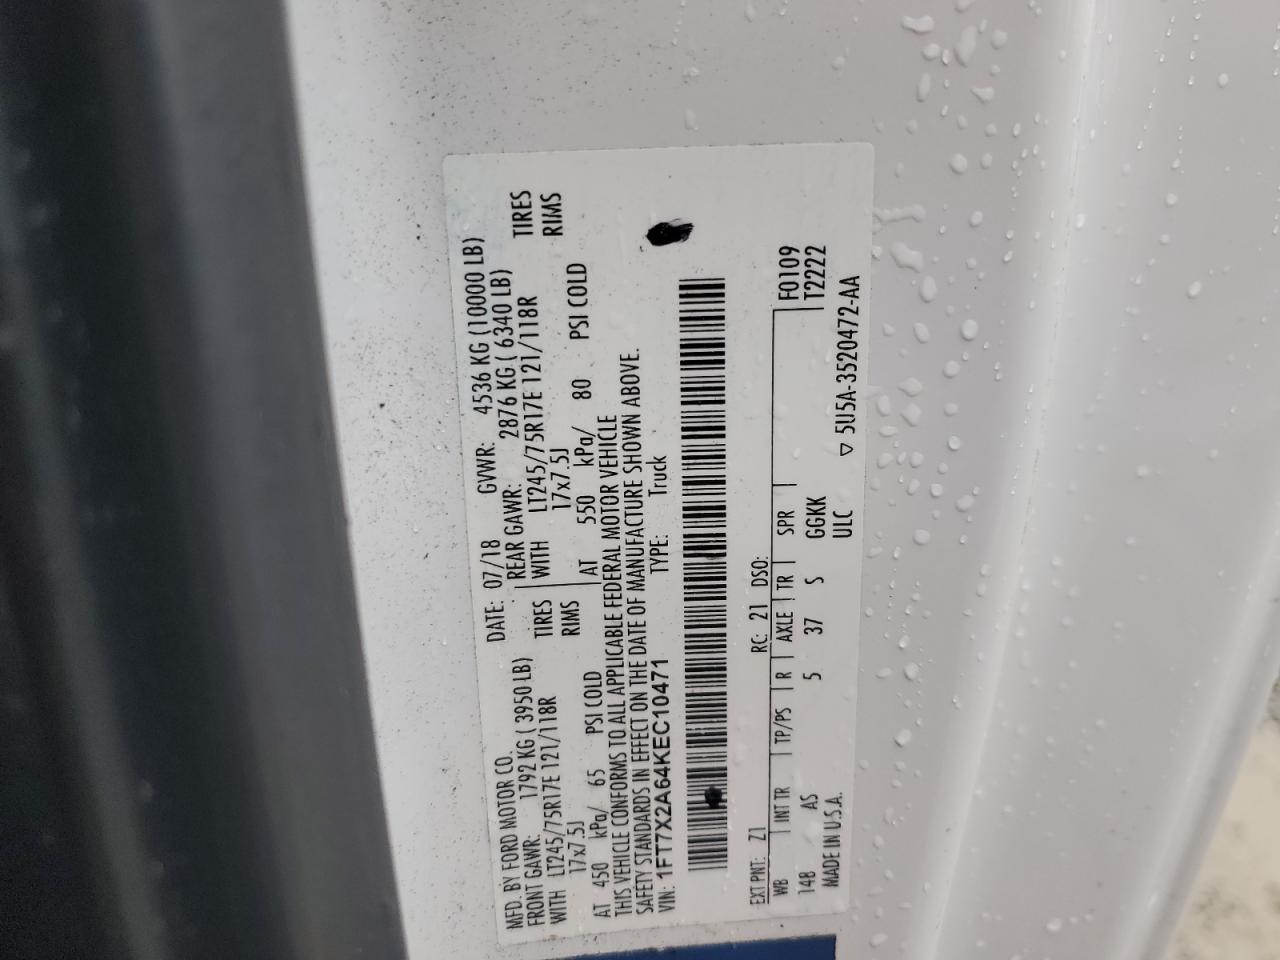 MFD. BY FORD MOTOR CO.
DATE: 07/18 GVWR: 4536 KG (10000 LB)
FRONT GAWR: 1792 KG ( 3950 LB) REAR GAWR: 2876 KG ( 6340 LB)
WITH LT245/75R17E 121/118R TIRES WITH LT245/75R17E 121/118R TIRES
17x7.5J RIMS 17x7.5J RIMS
AT 450 kPa/ 65 PSI COLD AT 550 kPa/ 80 PSI COLD
THIS VEHICLE CONFORMS TO ALL APPLICABLE FEDERAL MOTOR VEHICLE
SAFETY STANDARDS IN EFFECT ON THE DATE OF MANUFACTURE SHOWN ABOVE.
VIN: 1FT7X2A64KEC10471 TYPE: Truck
EXT PNT: Z1 RC: 21 DSO:
WB INT TR TP/PS R AXLE TR SPR F0109
148 AS 5 37 S GGKK T2222
MADE IN U.S.A. ULC
▽ 5U5A-3520472-AA